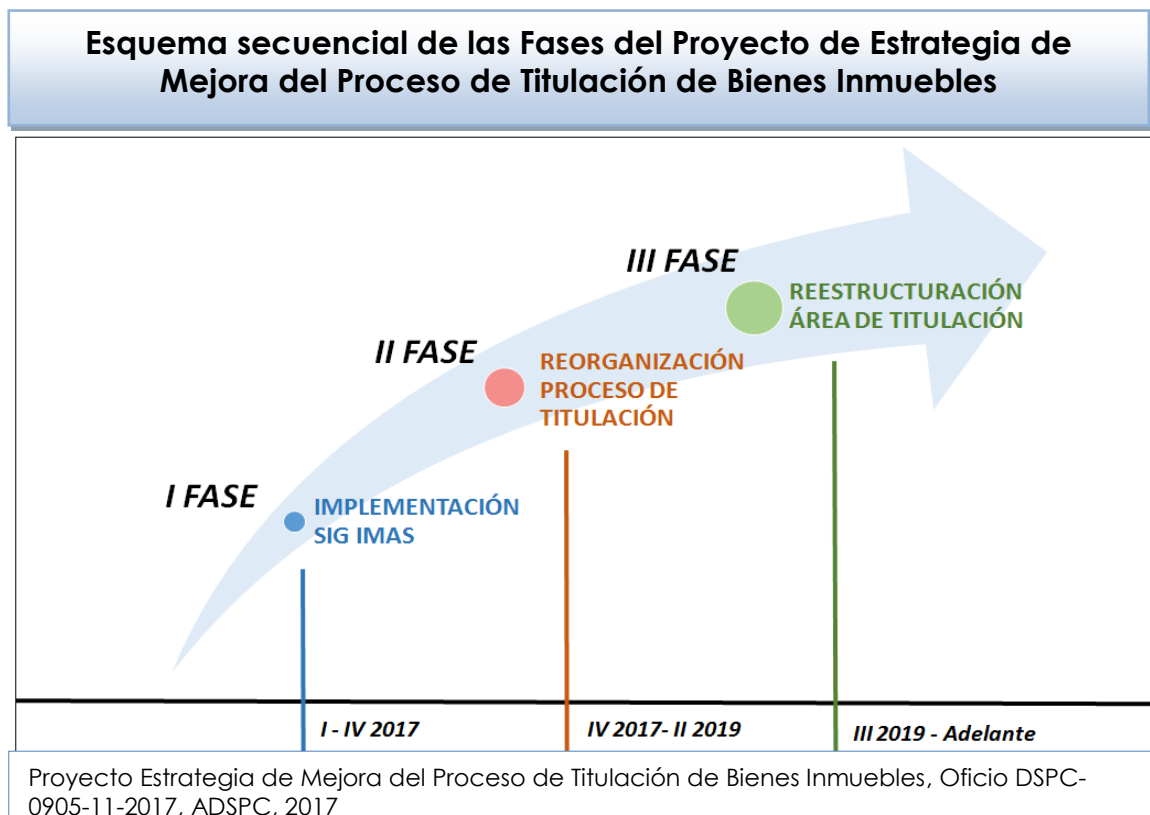 Esquema secuencial de las Fases del Proyecto de Estrategia de
Mejora del Proceso de Titulación de Bienes Inmuebles
III FASE
REESTRUCTURACIÓN
ÁREA DE TITULACIÓN
II FASE
REORGANIZACIÓN
PROCESO DE
TITULACIÓN
I FASE
IMPLEMENTACIÓN
SIG IMAS
I - IV 2017
IV 2017- II 2019
III 2019 - Adelante
Proyecto Estrategia de Mejora del Proceso de Titulación de Bienes Inmuebles, Oficio DSPC-
0905-11-2017, ADSPC, 2017